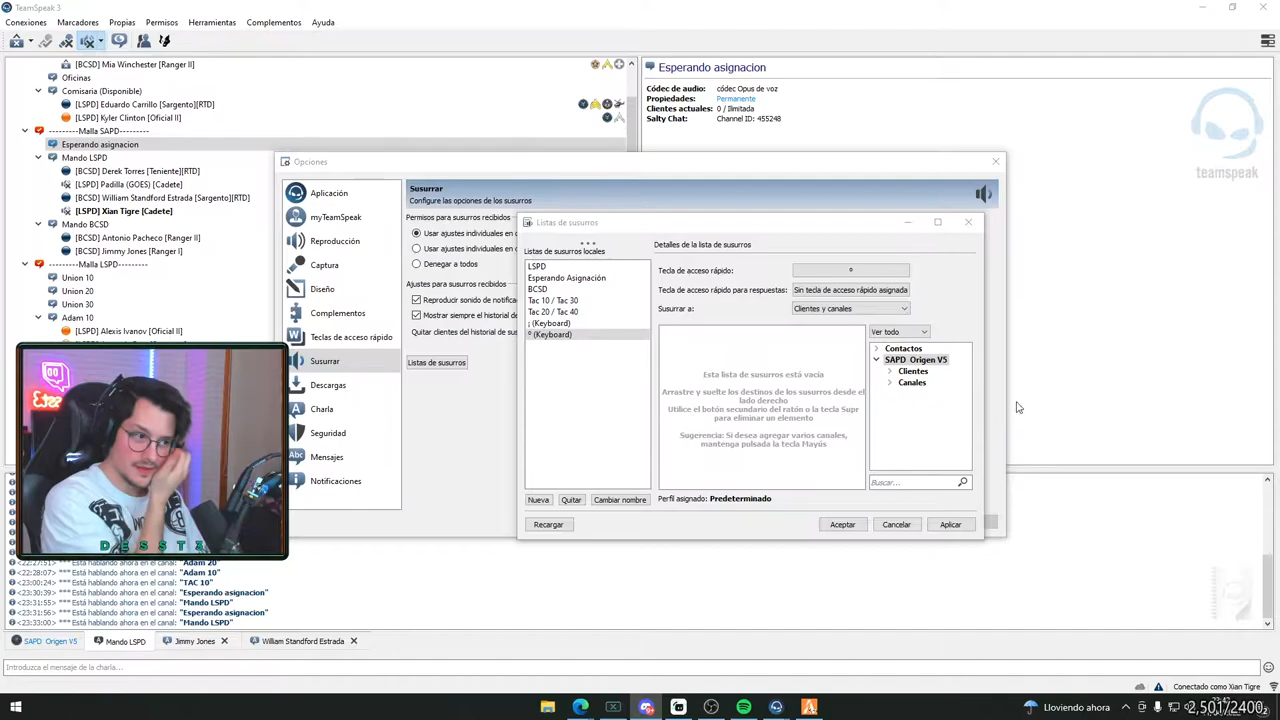 TeamSpeak 3
Conexiones Marcadores Propias Permisos Herramientas Complementos Ayuda
[BCSD] Mia Winchester [Ranger II]
Oficinas
Comisaria (Disponible)
[LSPD] Eduardo Carrillo [Sargento][RTD]
[LSPD] Kyler Clinton [Oficial II]
---------Malla SAPD---------
Esperando asignacion
Mando LSPD
[BCSD] Derek Torres [Teniente][RTD]
[LSPD] Padilla (GOES) [Cadete]
[BCSD] William Standford Estrada [Sargento][RTD]
[LSPD] Xian Tigre [Cadete]
Mando BCSD
[BCSD] Antonio Pacheco [Ranger II]
[BCSD] Jimmy Jones [Ranger I]
---------Malla LSPD---------
Union 10
Union 20
Union 30
Adam 10
[LSPD] Alexis Ivanov [Oficial II]
Esperando asignacion
Códec de audio: códec Opus de voz
Propiedades: Permanente
Clientes actuales: 0 / Ilimitada
Salty Chat: Channel ID: 455248
teamspeak
Opciones
Aplicación
myTeamSpeak
Reproducción
Captura
Diseño
Complementos
Teclas de acceso rápido
Susurrar
Descargas
Charla
Seguridad
Mensajes
Notificaciones
Susurrar
Configure las opciones de los susurros
Permisos para susurros recibidos
Usar ajustes individuales en c
Usar ajustes individuales en c
Denegar a todos
Ajustes para susurros recibidos
Reproducir sonido de notifica
Mostrar siempre el historial de
Quitar clientes del historial de sus
Listas de susurros
Listas de susurros
Listas de susurros locales
LSPD
Esperando Asignación
BCSD
Tac 10 / Tac 30
Tac 20 / Tac 40
¡ (Keyboard)
º (Keyboard)
Nueva Quitar Cambiar nombre
Recargar
Detalles de la lista de susurros
Tecla de acceso rápido: º
Tecla de acceso rápido para respuestas: Sin tecla de acceso rápido asignada
Susurrar a: Clientes y canales
Esta lista de susurros está vacía
Arrastre y suelte los destinos de los susurros desde el
lado derecho
Utilice el botón secundario del ratón o la tecla Supr
para eliminar un elemento
Sugerencia: Si desea agregar varios canales,
mantenga pulsada la tecla Mayús
Ver todo
Contactos
SAPD Origen V5
Clientes
Canales
Buscar...
Perfil asignado: Predeterminado
Aceptar Cancelar Aplicar
DESST3
<22:27:51> *** Está hablando ahora en el canal: "Adam 20"
<22:28:07> *** Está hablando ahora en el canal: "Adam 10"
<23:00:24> *** Está hablando ahora en el canal: "TAC 10"
<23:30:39> *** Está hablando ahora en el canal: "Esperando asignacion"
<23:31:55> *** Está hablando ahora en el canal: "Mando LSPD"
<23:31:56> *** Está hablando ahora en el canal: "Esperando asignacion"
<23:33:00> *** Está hablando ahora en el canal: "Mando LSPD"
SAPD Origen V5 Mando LSPD Jimmy Jones William Standford Estrada
Introduzca el mensaje de la charla...
Conectado como Xian Tigre
Lloviendo ahora
2,501/2400